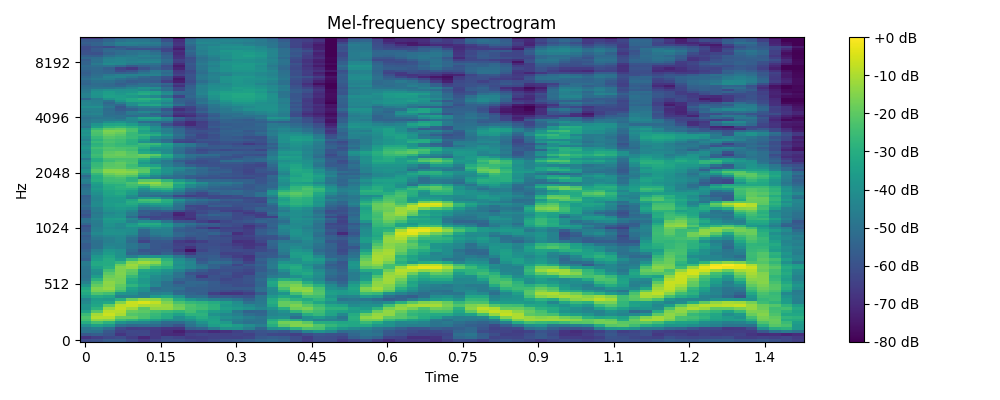 Mel-frequency spectrogram
Hz
8192
4096
2048
1024
512
0
0 0.15 0.3 0.45 0.6 0.75 0.9 1.1 1.2 1.4
Time
+0 dB
-10 dB
-20 dB
-30 dB
-40 dB
-50 dB
-60 dB
-70 dB
-80 dB